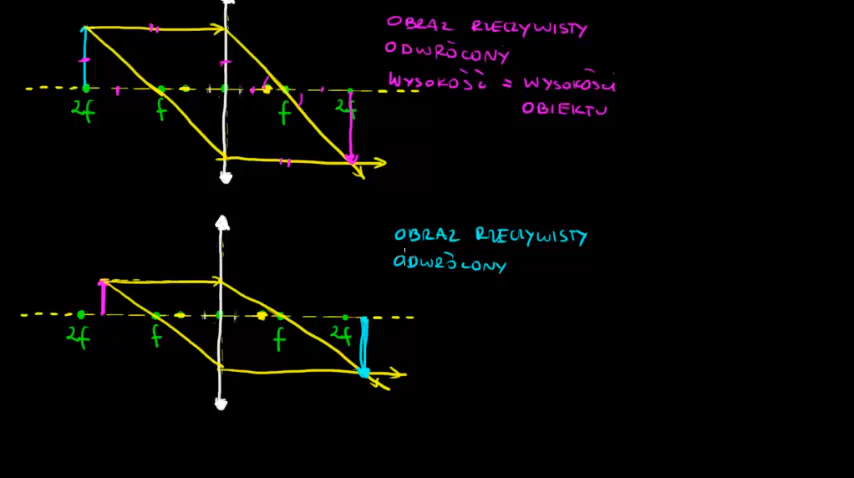 OBRAZ RZECZYWISTY
ODWRÓCONY
WYSOKOŚĆ = WYSOKOŚCI
OBIEKTU
2f f f 2f
OBRAZ RZECZYWISTY
ODWRÓCONY
2f f f 2f